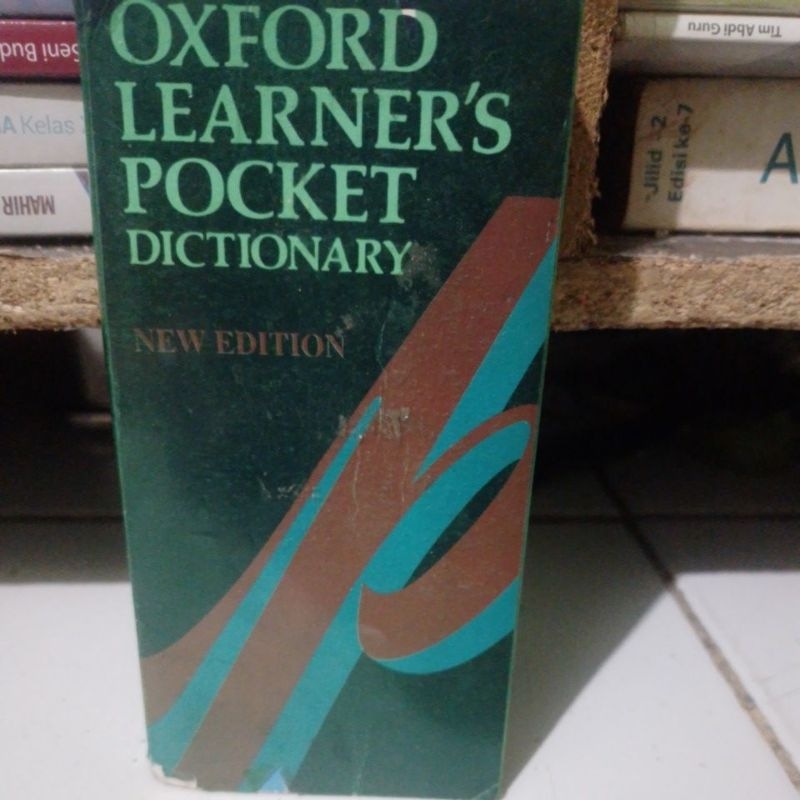 OXFORD
LEARNER'S
POCKET
DICTIONARY
NEW EDITION
Seni Bud
A Kelas
MAHIR
Tim Abdi Guru
Jilid 2
Edisi ke-7
A